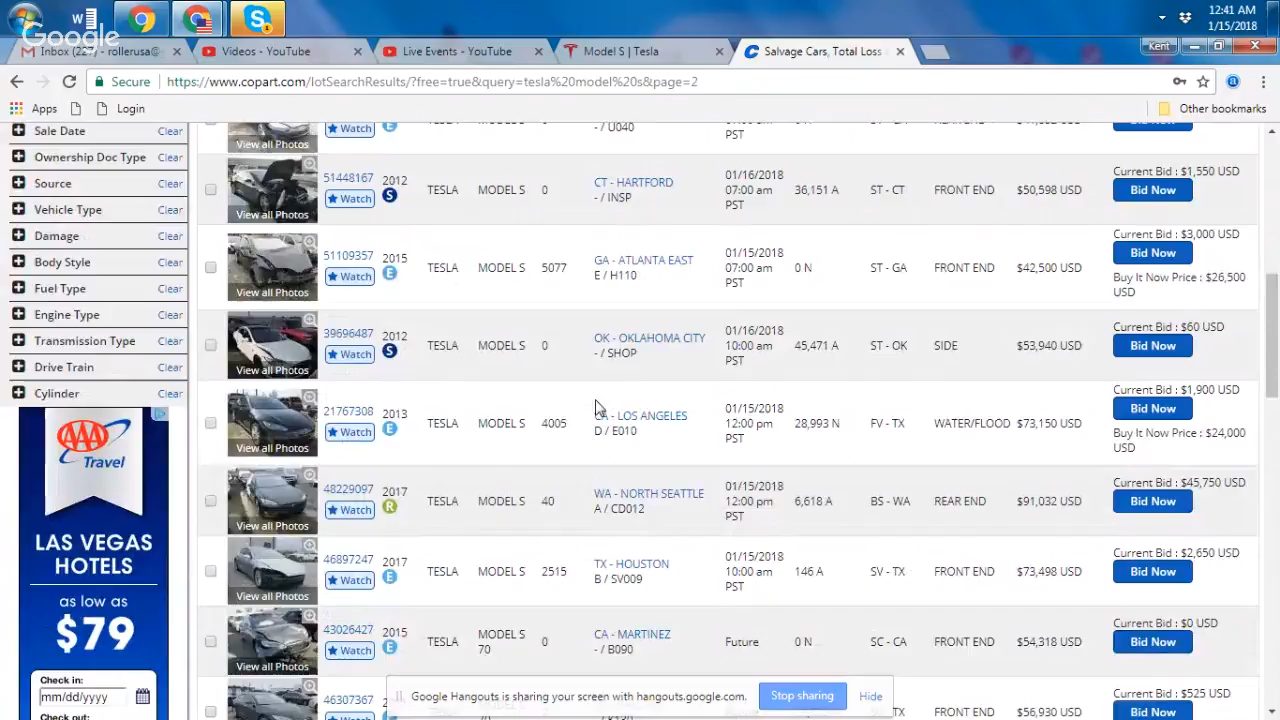 Google
12:41 AM
1/15/2018
Inbox (227) - rollerusa@
Videos - YouTube
Live Events - YouTube
Model S | Tesla
Salvage Cars, Total Loss
Kent
Secure
https://www.copart.com/lotSearchResults/?free=true&query=tesla%20model%20s&page=2
Apps
Login
Other bookmarks
Sale Date Clear
Ownership Doc Type Clear
Source Clear
Vehicle Type Clear
Damage Clear
Body Style Clear
Fuel Type Clear
Engine Type Clear
Transmission Type Clear
Drive Train Clear
Cylinder Clear
AAA
Travel
LAS VEGAS
HOTELS
as low as
$79
Check in:
mm/dd/yyyy
Check out:
View all Photos
Watch
E
- / U040
PST
View all Photos
51448167
Watch
2012
S
TESLA
MODEL S
0
CT - HARTFORD
- / INSP
01/16/2018
07:00 am
PST
36,151 A
ST - CT
FRONT END
$50,598 USD
Current Bid : $1,550 USD
Bid Now
View all Photos
51109357
Watch
2015
E
TESLA
MODEL S
5077
GA - ATLANTA EAST
E / H110
01/15/2018
07:00 am
PST
0 N
ST - GA
FRONT END
$42,500 USD
Current Bid : $3,000 USD
Bid Now
Buy It Now Price : $26,500
USD
View all Photos
39696487
Watch
2012
S
TESLA
MODEL S
0
OK - OKLAHOMA CITY
- / SHOP
01/16/2018
10:00 am
PST
45,471 A
ST - OK
SIDE
$53,940 USD
Current Bid : $60 USD
Bid Now
View all Photos
21767308
Watch
2013
E
TESLA
MODEL S
4005
- LOS ANGELES
D / E010
01/15/2018
12:00 pm
PST
28,993 N
FV - TX
WATER/FLOOD
$73,150 USD
Current Bid : $1,900 USD
Bid Now
Buy It Now Price : $24,000
USD
View all Photos
48229097
Watch
2017
R
TESLA
MODEL S
40
WA - NORTH SEATTLE
A / CD012
01/15/2018
12:00 pm
PST
6,618 A
BS - WA
REAR END
$91,032 USD
Current Bid : $45,750 USD
Bid Now
View all Photos
46897247
Watch
2017
E
TESLA
MODEL S
2515
TX - HOUSTON
B / SV009
01/15/2018
10:00 am
PST
146 A
SV - TX
FRONT END
$73,498 USD
Current Bid : $2,650 USD
Bid Now
View all Photos
43026427
Watch
2015
E
TESLA
MODEL S
70
0
CA - MARTINEZ
- / B090
Future
0 N
SC - CA
FRONT END
$54,318 USD
Current Bid : $0 USD
Bid Now
46307367
2015
TESLA
MODEL S
TX
FRONT END
$56,930 USD
Current Bid : $525 USD
Bid Now
Google Hangouts is sharing your screen with hangouts.google.com.
Stop sharing
Hide